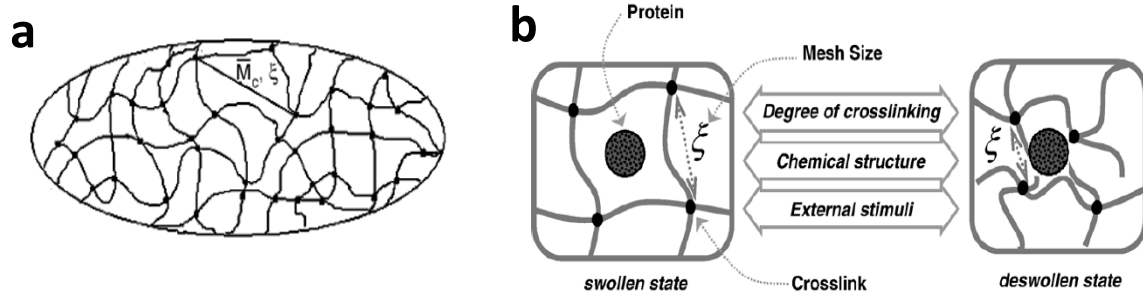 a
M̅c, ξ
b
Protein
Mesh Size
Degree of crosslinking
ξ
Chemical structure
ξ
External stimuli
Crosslink
swollen state
deswollen state